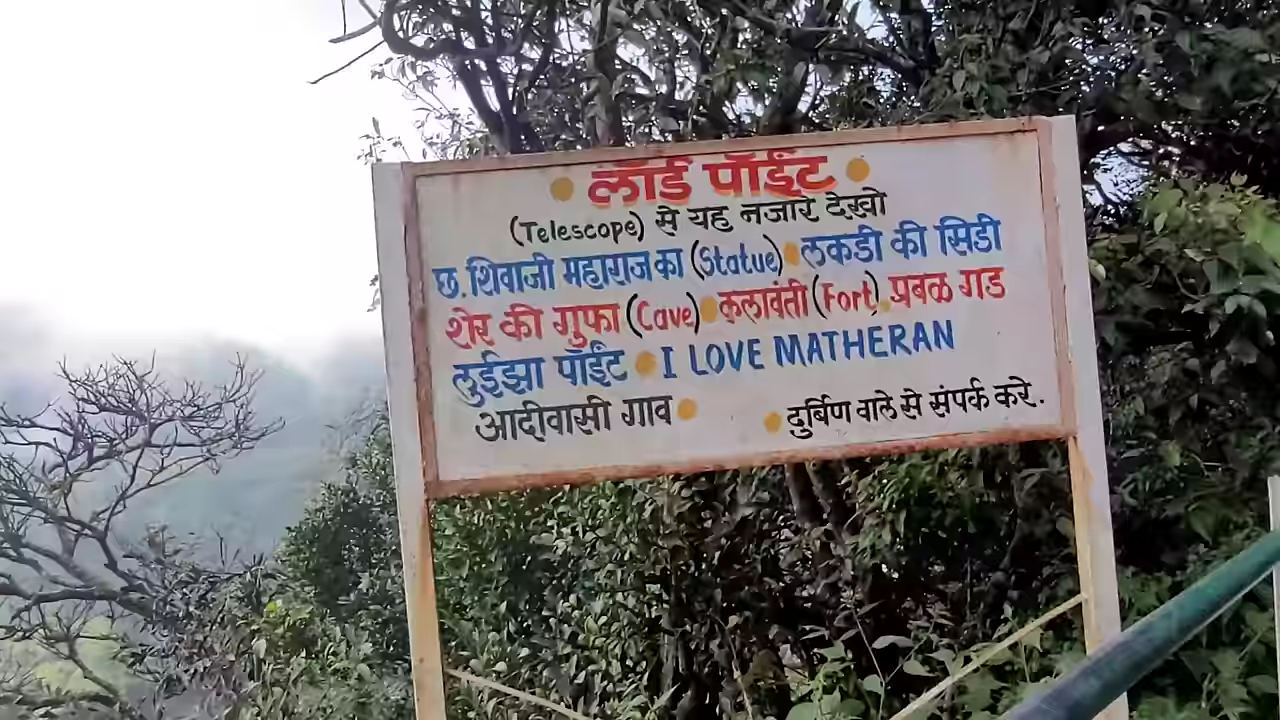 लॉर्ड पॉईंट
(Telescope) से यह नजारे देखो
छ. शिवाजी महाराज का (Statue) लकडी की सिडी
शेर की गुफा (Cave) कलावंती (Fort) प्रबळ गड
लुईझा पॉईंट I LOVE MATHERAN
आदीवासी गाव दुर्बिण वाले से संपर्क करे.